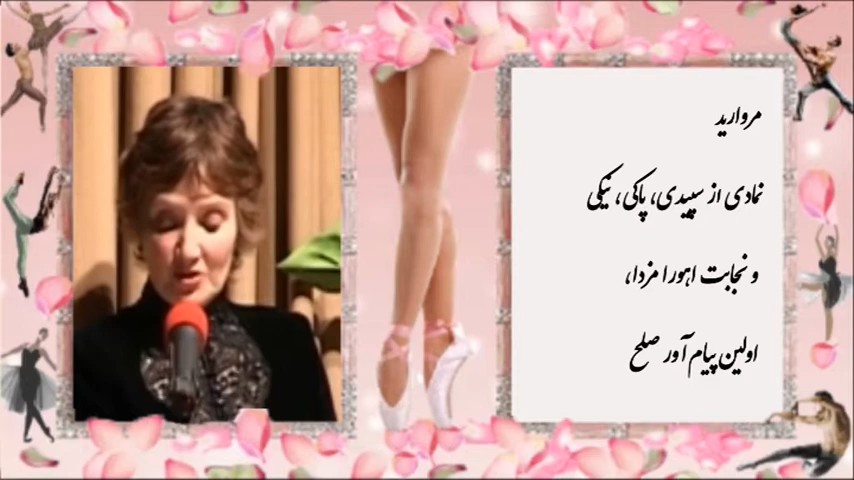 مروارید
نمادی از سپیدی، پاکی، نیکی
و نجابت اهورا مزدا،
اولین پیام آور صلح